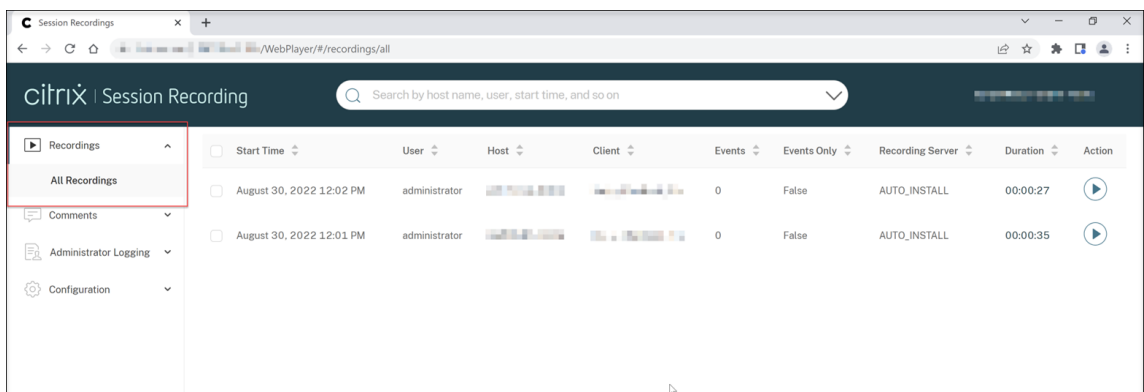 Session Recordings
/WebPlayer/#/recordings/all
citrix | Session Recording
Search by host name, user, start time, and so on
Recordings
All Recordings
Comments
Administrator Logging
Configuration
Start Time User Host Client Events Events Only Recording Server Duration Action
August 30, 2022 12:02 PM administrator 0 False AUTO_INSTALL 00:00:27
August 30, 2022 12:01 PM administrator 0 False AUTO_INSTALL 00:00:35